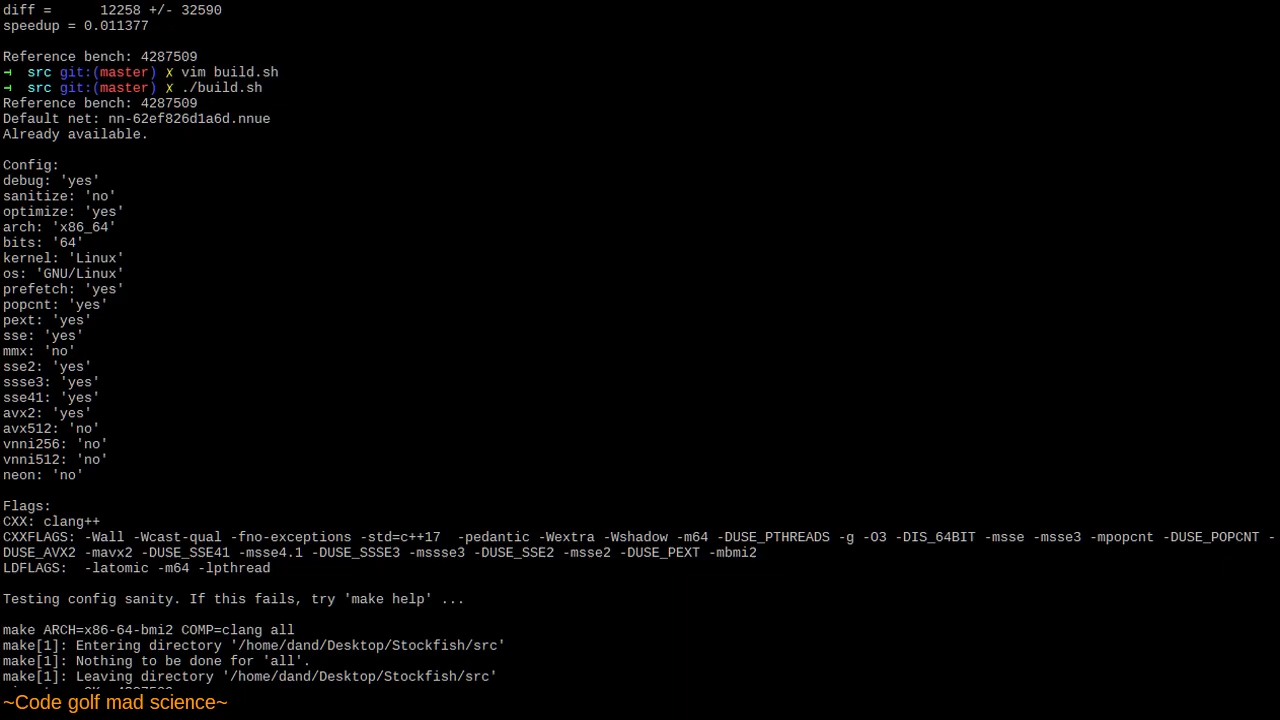 diff =      12258 +/- 32590
speedup = 0.011377
Reference bench: 4287509
src git:(master) ✗ vim build.sh
src git:(master) ✗ ./build.sh
Reference bench: 4287509
Default net: nn-62ef826d1a6d.nnue
Already available.
Config:
debug: 'yes'
sanitize: 'no'
optimize: 'yes'
arch: 'x86_64'
bits: '64'
kernel: 'Linux'
os: 'GNU/Linux'
prefetch: 'yes'
popcnt: 'yes'
pext: 'yes'
sse: 'yes'
mmx: 'no'
sse2: 'yes'
ssse3: 'yes'
sse41: 'yes'
avx2: 'yes'
avx512: 'no'
vnni256: 'no'
vnni512: 'no'
neon: 'no'
Flags:
CXX: clang++
CXXFLAGS: -Wall -Wcast-qual -fno-exceptions -std=c++17  -pedantic -Wextra -Wshadow -m64 -DUSE_PTHREADS -g -O3 -DIS_64BIT -msse -msse3 -mpopcnt -DUSE_POPCNT -
DUSE_AVX2 -mavx2 -DUSE_SSE41 -msse4.1 -DUSE_SSSE3 -mssse3 -DUSE_SSE2 -msse2 -DUSE_PEXT -mbmi2
LDFLAGS:  -latomic -m64 -lpthread
Testing config sanity. If this fails, try 'make help' ...
make ARCH=x86-64-bmi2 COMP=clang all
make[1]: Entering directory '/home/dand/Desktop/Stockfish/src'
make[1]: Nothing to be done for 'all'.
make[1]: Leaving directory '/home/dand/Desktop/Stockfish/src'
~Code golf mad science~